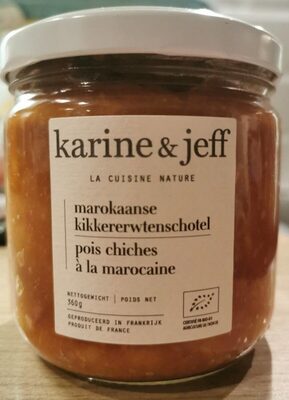 karine & jeff
LA CUISINE NATURE
marokaanse
kikkererwtenschotel
pois chiches
à la marocaine
NETTOGEWICHT | POIDS NET
360g
GEPRODUCEERD IN FRANKRIJK
PRODUIT DE FRANCE